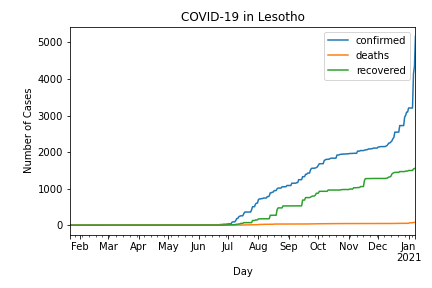 COVID-19 in Lesotho
confirmed
deaths
recovered
Number of Cases
5000
4000
3000
2000
1000
0
Feb Mar Apr May Jun Jul Aug Sep Oct Nov Dec Jan
2021
Day